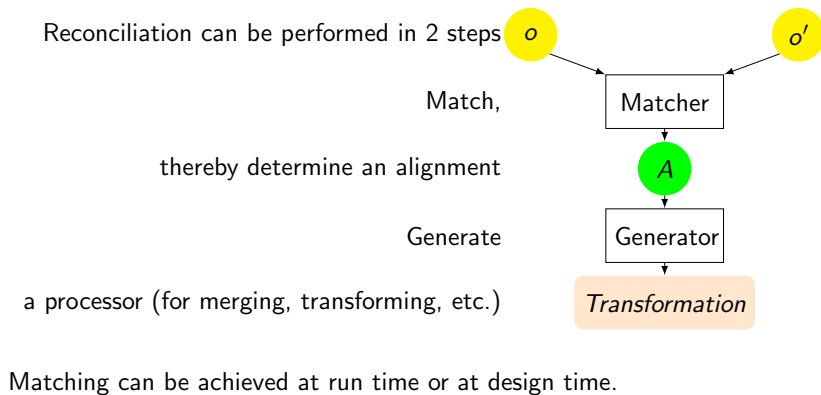 Reconciliation can be performed in 2 steps
o
o′
Match,
Matcher
thereby determine an alignment
A
Generate
Generator
a processor (for merging, transforming, etc.)
Transformation
Matching can be achieved at run time or at design time.